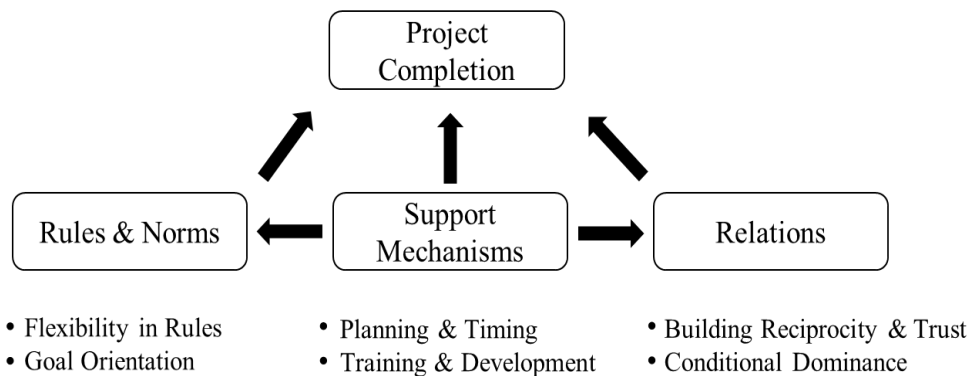 Project
Completion
Rules & Norms
Support
Mechanisms
Relations
• Flexibility in Rules
• Goal Orientation
• Planning & Timing
• Training & Development
• Building Reciprocity & Trust
• Conditional Dominance